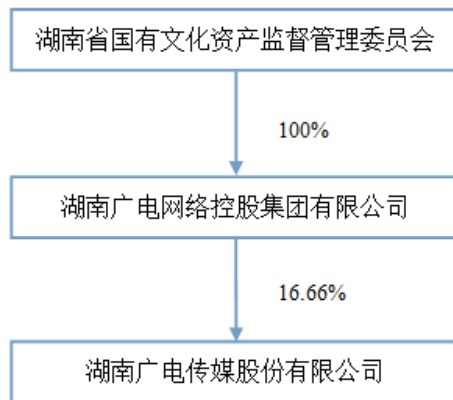 湖南省国有文化资产监督管理委员会
100%
湖南广电网络控股集团有限公司
16.66%
湖南广电传媒股份有限公司